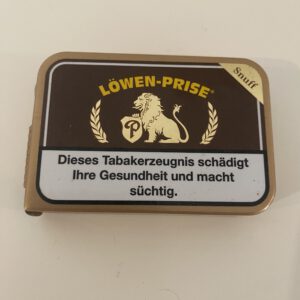 Snuff
LÖWEN-PRISE®
P
Dieses Tabakerzeugnis schädigt
Ihre Gesundheit und macht
süchtig.